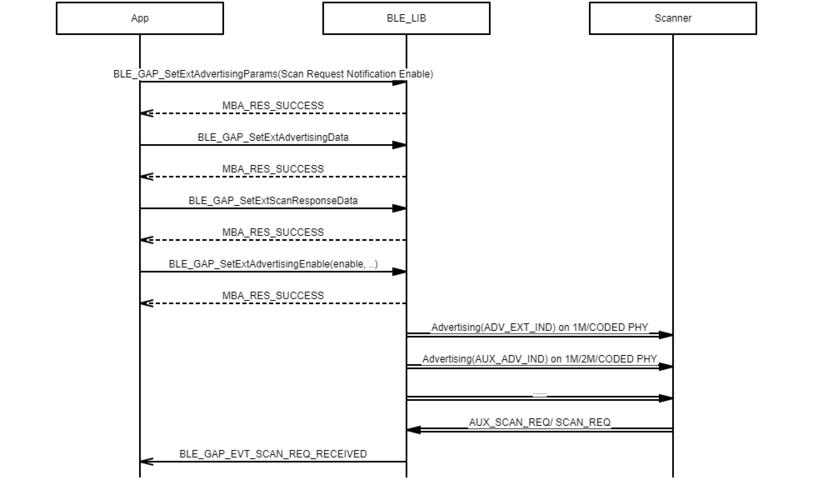 App
BLE_LIB
Scanner
BLE_GAP_SetExtAdvertisingParams(Scan Request Notification Enable)
MBA_RES_SUCCESS
BLE_GAP_SetExtAdvertisingData
MBA_RES_SUCCESS
BLE_GAP_SetExtScanResponseData
MBA_RES_SUCCESS
BLE_GAP_SetExtAdvertisingEnable(enable, ..)
MBA_RES_SUCCESS
Advertising(ADV_EXT_IND) on 1M/CODED PHY
Advertising(AUX_ADV_IND) on 1M/2M/CODED PHY
.....
AUX_SCAN_REQ/ SCAN_REQ
BLE_GAP_EVT_SCAN_REQ_RECEIVED